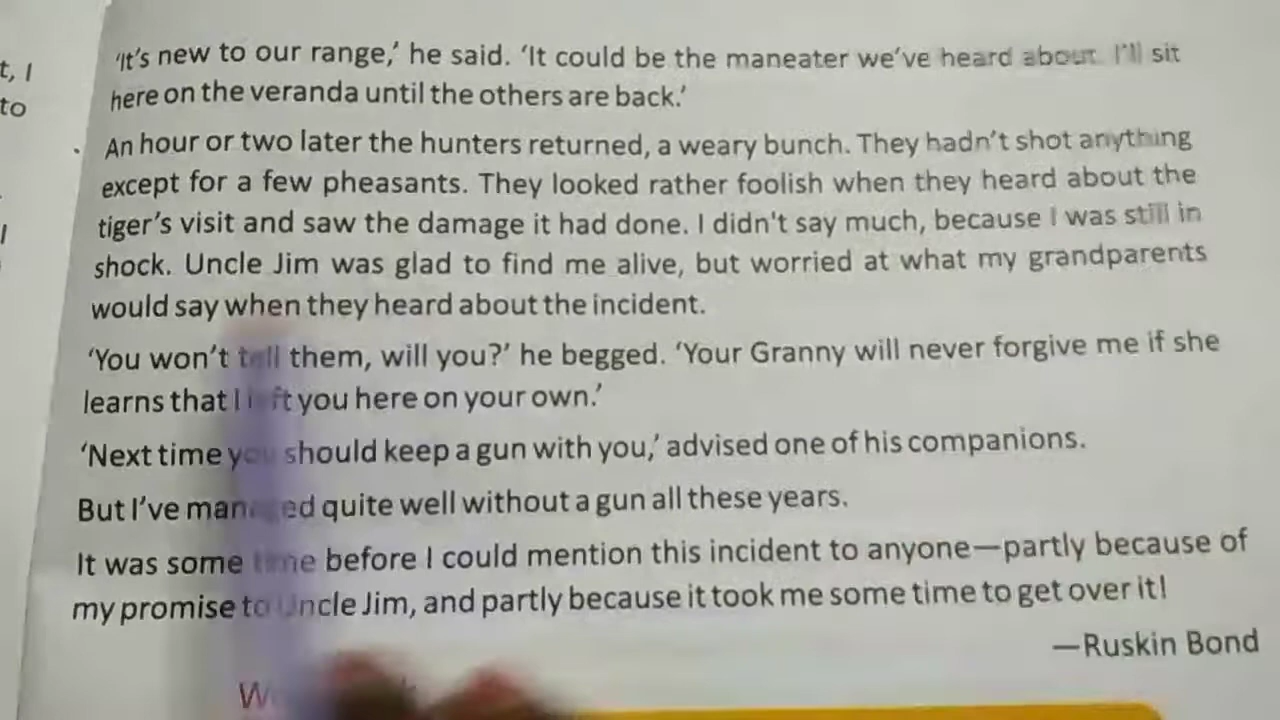 t, I
to
I
'It's new to our range,' he said. 'It could be the maneater we've heard about. I'll sit
here on the veranda until the others are back.'
An hour or two later the hunters returned, a weary bunch. They hadn't shot anything
except for a few pheasants. They looked rather foolish when they heard about the
tiger's visit and saw the damage it had done. I didn't say much, because I was still in
shock. Uncle Jim was glad to find me alive, but worried at what my grandparents
would say when they heard about the incident.
'You won't tell them, will you?' he begged. 'Your Granny will never forgive me if she
learns that I left you here on your own.'
'Next time you should keep a gun with you,' advised one of his companions.
But I've managed quite well without a gun all these years.
It was some time before I could mention this incident to anyone—partly because of
my promise to Uncle Jim, and partly because it took me some time to get over it!
—Ruskin Bond